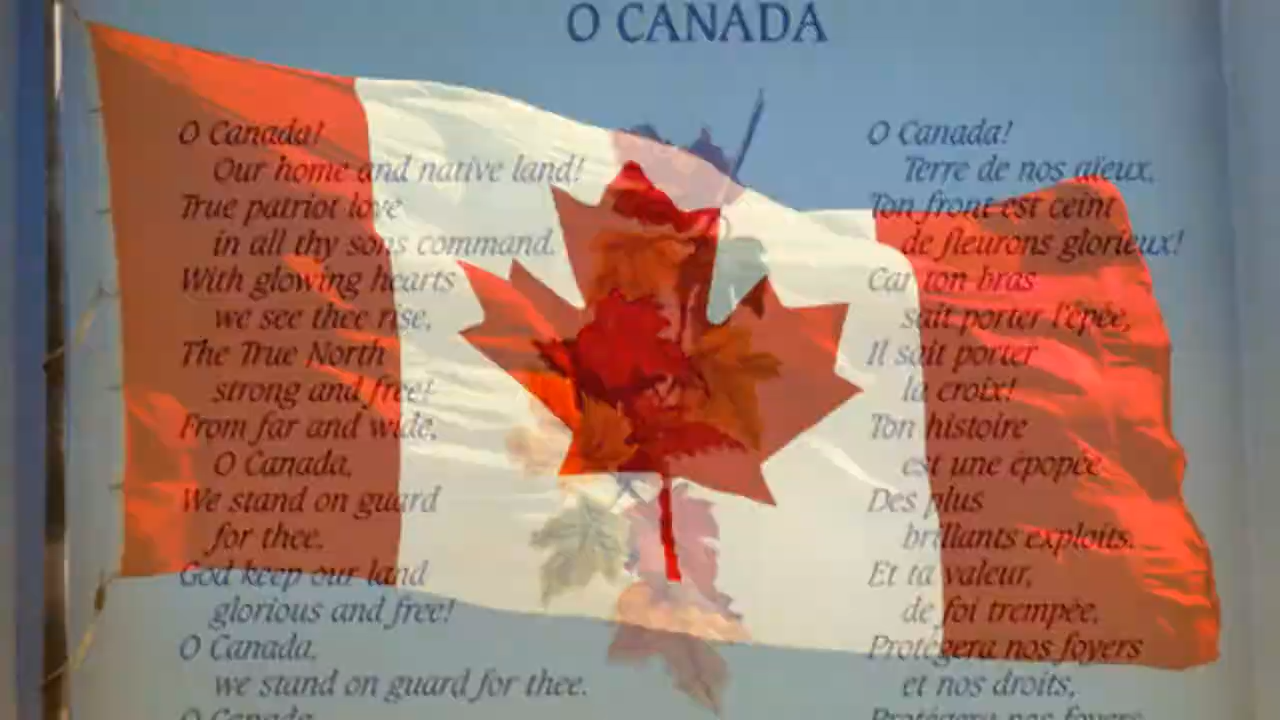 O CANADA
O Canada!
Our home and native land!
True patriot love
in all thy sons command.
With glowing hearts
we see thee rise,
The True North
strong and free!
From far and wide,
O Canada,
We stand on guard
for thee.
God keep our land
glorious and free!
O Canada,
we stand on guard for thee.
O Canada,
O Canada!
Terre de nos aïeux,
Ton front est ceint
de fleurons glorieux!
Car ton bras
sait porter l'épée,
Il sait porter
la croix!
Ton histoire
est une épopée
Des plus
brillants exploits.
Et ta valeur,
de foi trempée,
Protégera nos foyers
et nos droits,
Protégera nos foyers